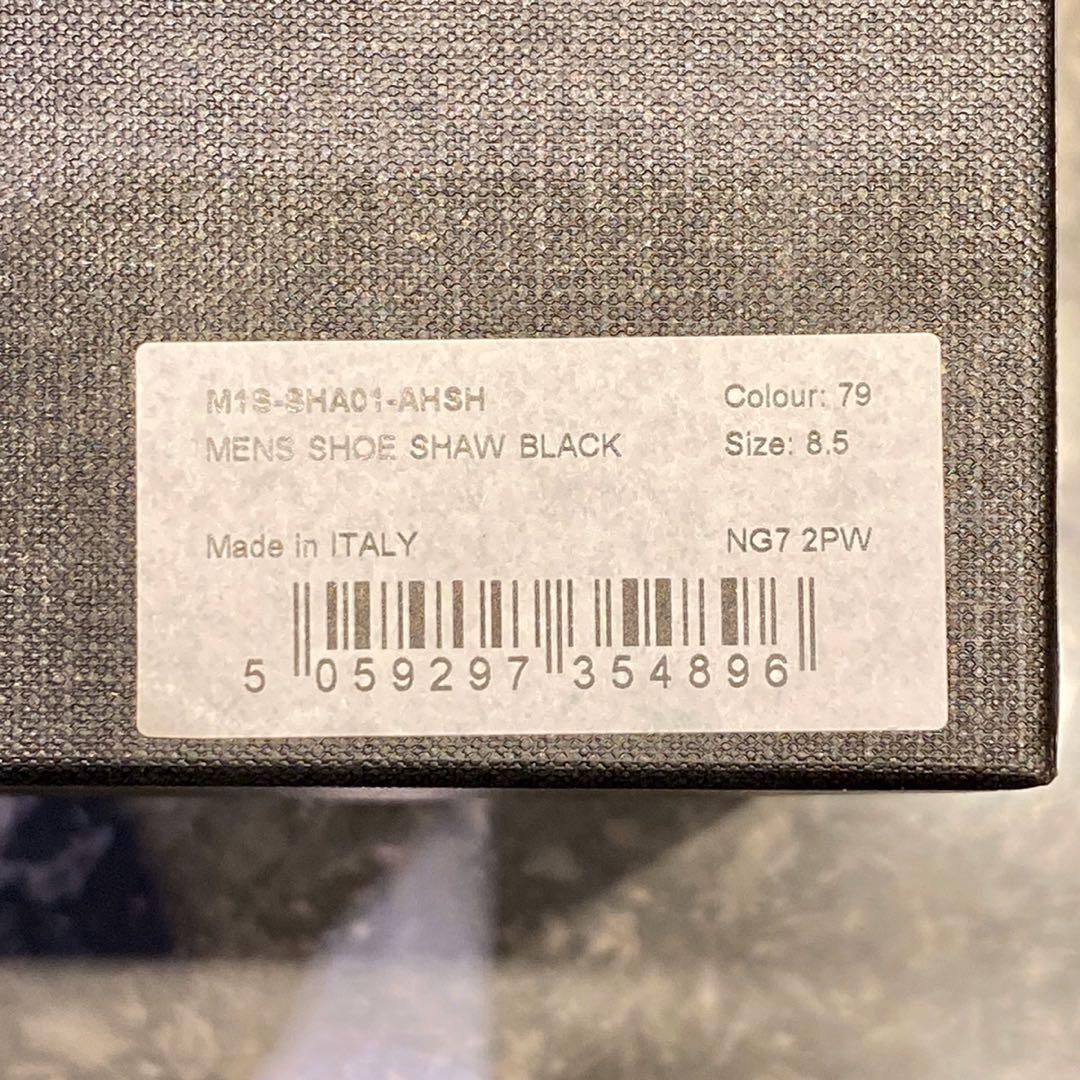 M1S-SHA01-AHSH Colour: 79
MENS SHOE SHAW BLACK Size: 8.5
Made in ITALY NG7 2PW
5 059297 354896